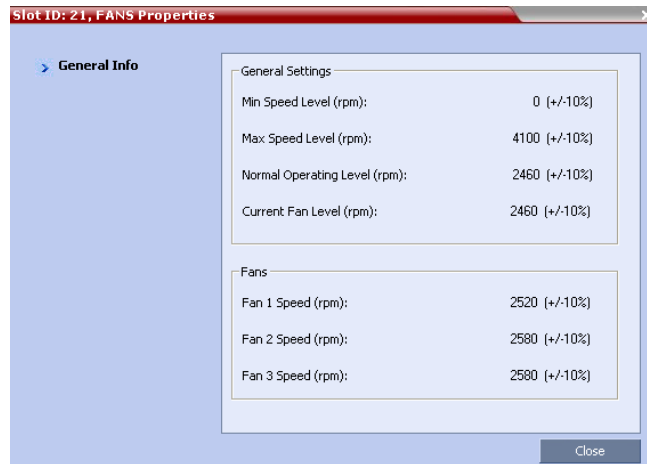 Slot ID: 21, FANS Properties
General Info
General Settings
Min Speed Level (rpm): 0 (+/-10%)
Max Speed Level (rpm): 4100 (+/-10%)
Normal Operating Level (rpm): 2460 (+/-10%)
Current Fan Level (rpm): 2460 (+/-10%)
Fans
Fan 1 Speed (rpm): 2520 (+/-10%)
Fan 2 Speed (rpm): 2580 (+/-10%)
Fan 3 Speed (rpm): 2580 (+/-10%)
Close